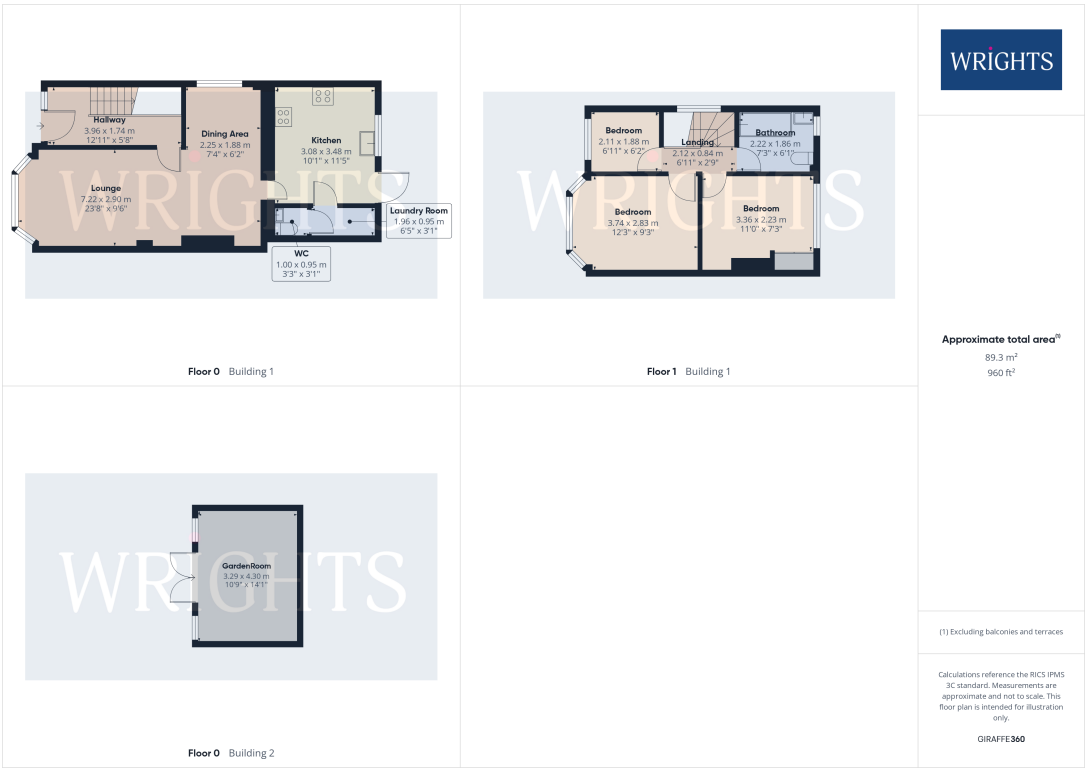 Hallway
3.96 x 1.74 m
12'11" x 5'8"
Dining Area
2.25 x 1.88 m
7'4" x 6'2"
Kitchen
3.08 x 3.48 m
10'1" x 11'5"
Lounge
7.22 x 2.90 m
23'8" x 9'6"
Laundry Room
1.96 x 0.95 m
6'5" x 3'1"
WC
1.00 x 0.95 m
3'3" x 3'1"
WRIGHTS
Floor 0 Building 1
Bedroom
2.11 x 1.88 m
6'11" x 6'2"
Landing
2.12 x 0.84 m
6'11" x 2'9"
Bathroom
2.22 x 1.86 m
7'3" x 6'1"
Bedroom
3.74 x 2.83 m
12'3" x 9'3"
Bedroom
3.36 x 2.23 m
11'0" x 7'3"
WRIGHTS
Floor 1 Building 1
GardenRoom
3.29 x 4.30 m
10'9" x 14'1"
WRIGHTS
Floor 0 Building 2
WRIGHTS
Approximate total area(1)
89.3 m²
960 ft²
(1) Excluding balconies and terraces
Calculations reference the RICS IPMS
3C standard. Measurements are
approximate and not to scale. This
floor plan is intended for illustration
only.
GIRAFFE360